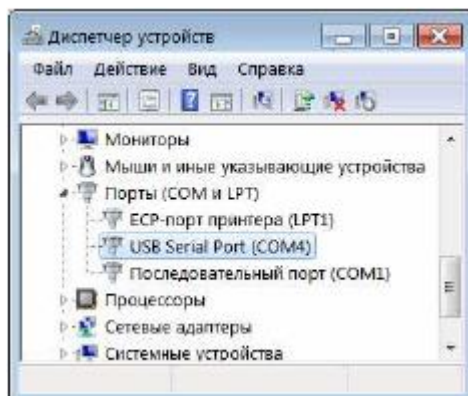 Диспетчер устройств
Файл Действие Вид Справка
Мониторы
Мыши и иные указывающие устройства
Порты (COM и LPT)
ECP-порт принтера (LPT1)
USB Serial Port (COM4)
Последовательный порт (COM1)
Процессоры
Сетевые адаптеры
Системные устройства